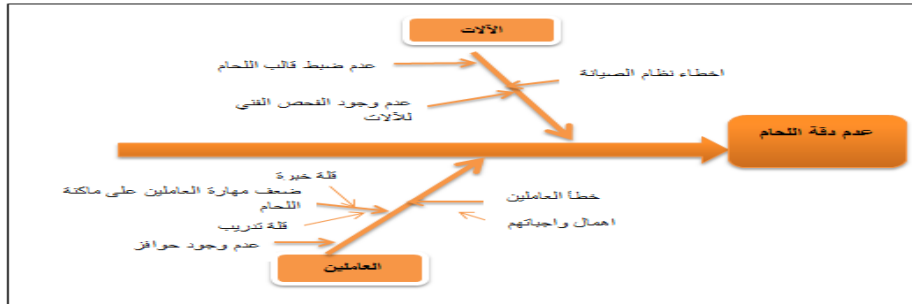 الآلات
عدم ضبط قالب اللحام
اخطاء نظام الصيانة
عدم وجود الفحص الفني
للآلات
عدم دقة اللحام
قلة خبرة
ضعف مهارة العاملين على ماكنة
اللحام
قلة تدريب
عدم وجود حوافز
خطأ العاملين
اهمال واجباتهم
العاملين